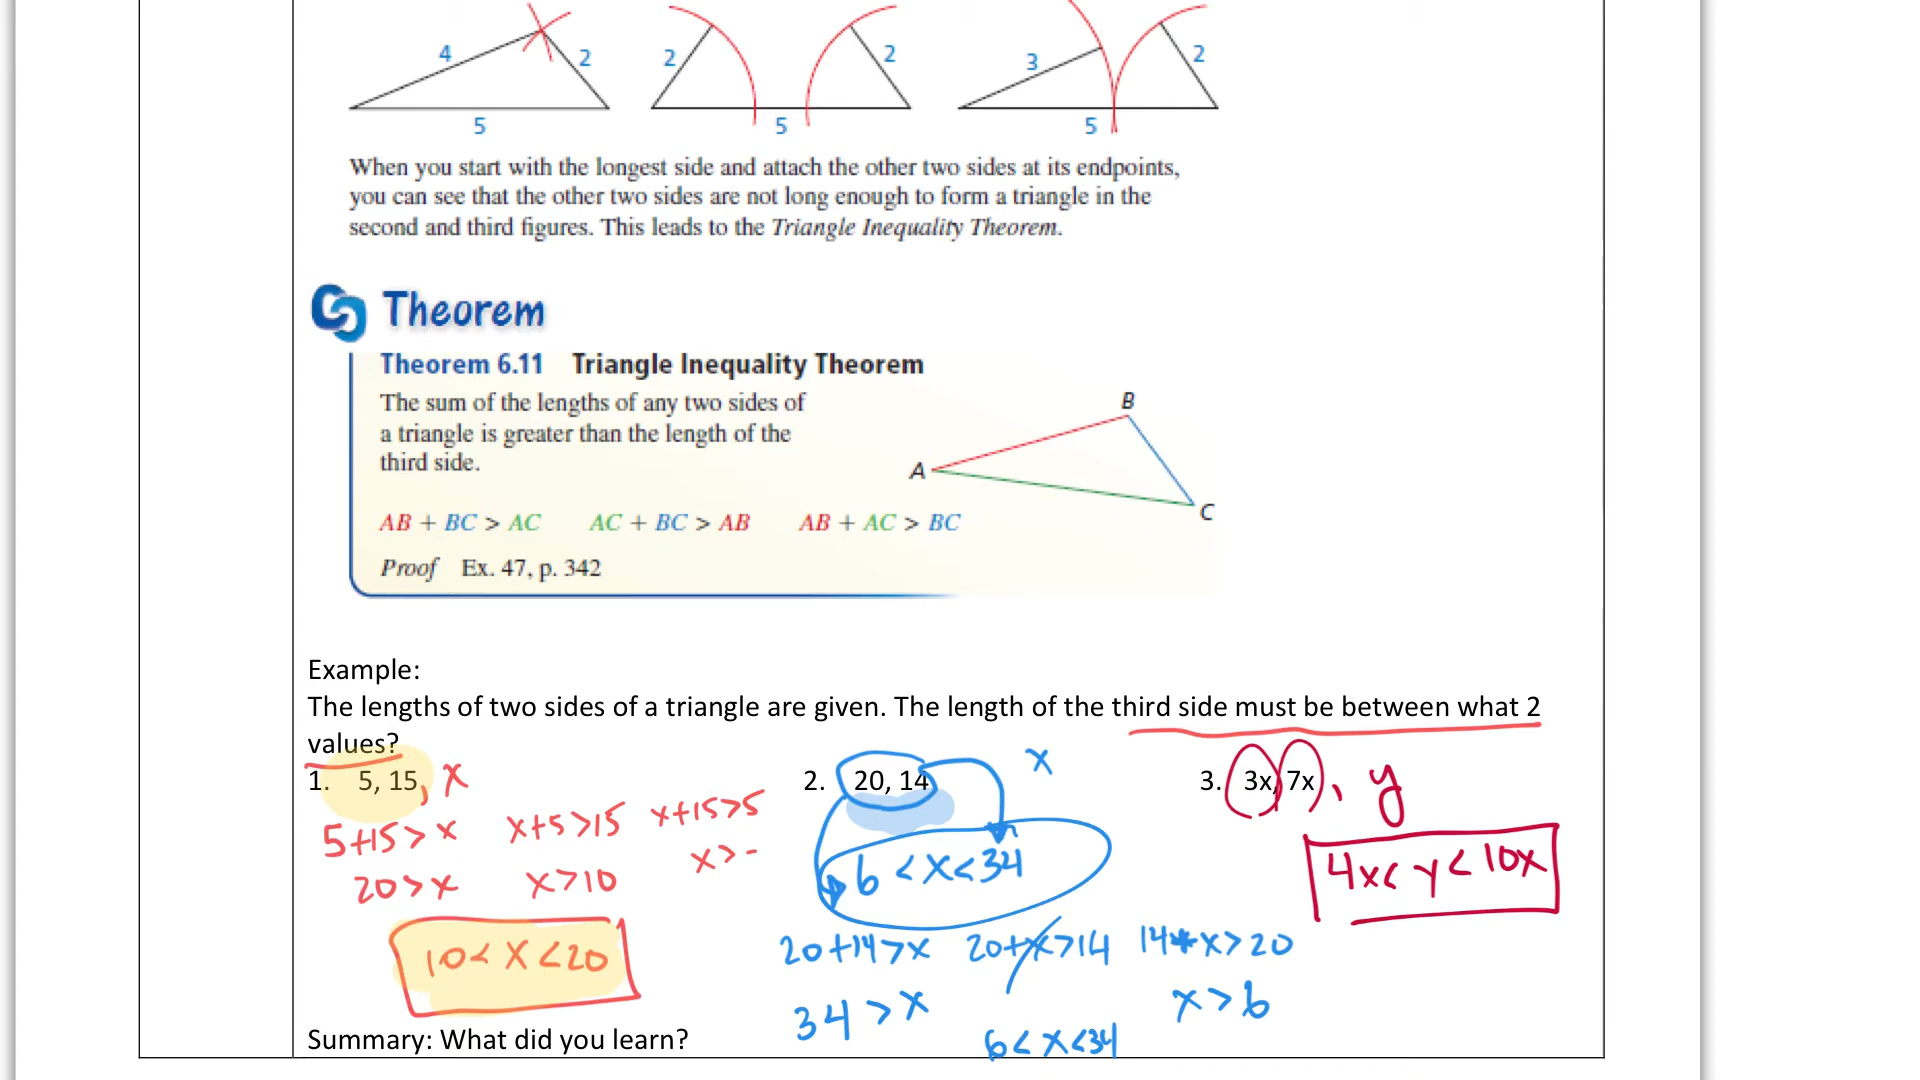 4 2 2 2 3 2
5 5 5
When you start with the longest side and attach the other two sides at its endpoints,
you can see that the other two sides are not long enough to form a triangle in the
second and third figures. This leads to the Triangle Inequality Theorem.
Theorem
Theorem 6.11 Triangle Inequality Theorem
The sum of the lengths of any two sides of
a triangle is greater than the length of the
third side.
B
A
C
AB + BC > AC AC + BC > AB AB + AC > BC
Proof Ex. 47, p. 342
Example:
The lengths of two sides of a triangle are given. The length of the third side must be between what 2
values?
1. 5, 15, x
5+15>x x+5>15 x+15>5
20>x x>10 x>-
10<x<20
2. 20, 14 x
6<x<34
20+14>x 20+x>14 14+x>20
34>x x>6
6<x<34
3. 3x, 7x, y
4x<y<10x
Summary: What did you learn?